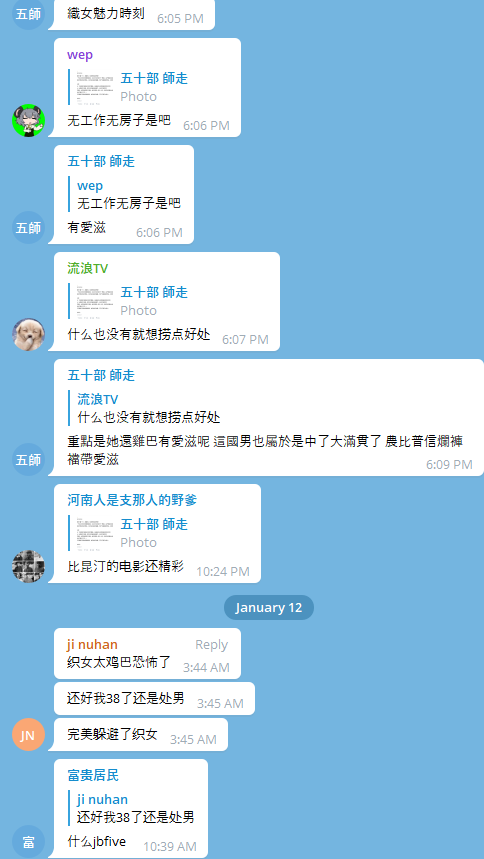 織女魅力時刻 6:05 PM
五師
wep
五十部 師走
Photo
无工作无房子是吧 6:06 PM
五十部 師走
wep
无工作无房子是吧
有愛滋 6:06 PM
五師
流浪TV
五十部 師走
Photo
什么也没有就想捞点好处 6:07 PM
五十部 師走
流浪TV
什么也没有就想捞点好处
重點是她還雞巴有愛滋呢 這國男也屬於是中了大滿貫了 農比普信爛褲
襠帶愛滋
6:09 PM
五師
河南人是支那人的野爹
五十部 師走
Photo
比昆汀的电影还精彩 10:24 PM
January 12
ji nuhan Reply
织女太鸡巴恐怖了 3:44 AM
还好我38了还是处男 3:45 AM
完美躲避了织女 3:45 AM
JN
富贵居民
ji nuhan
还好我38了还是处男
什么jbfive 10:39 AM
富